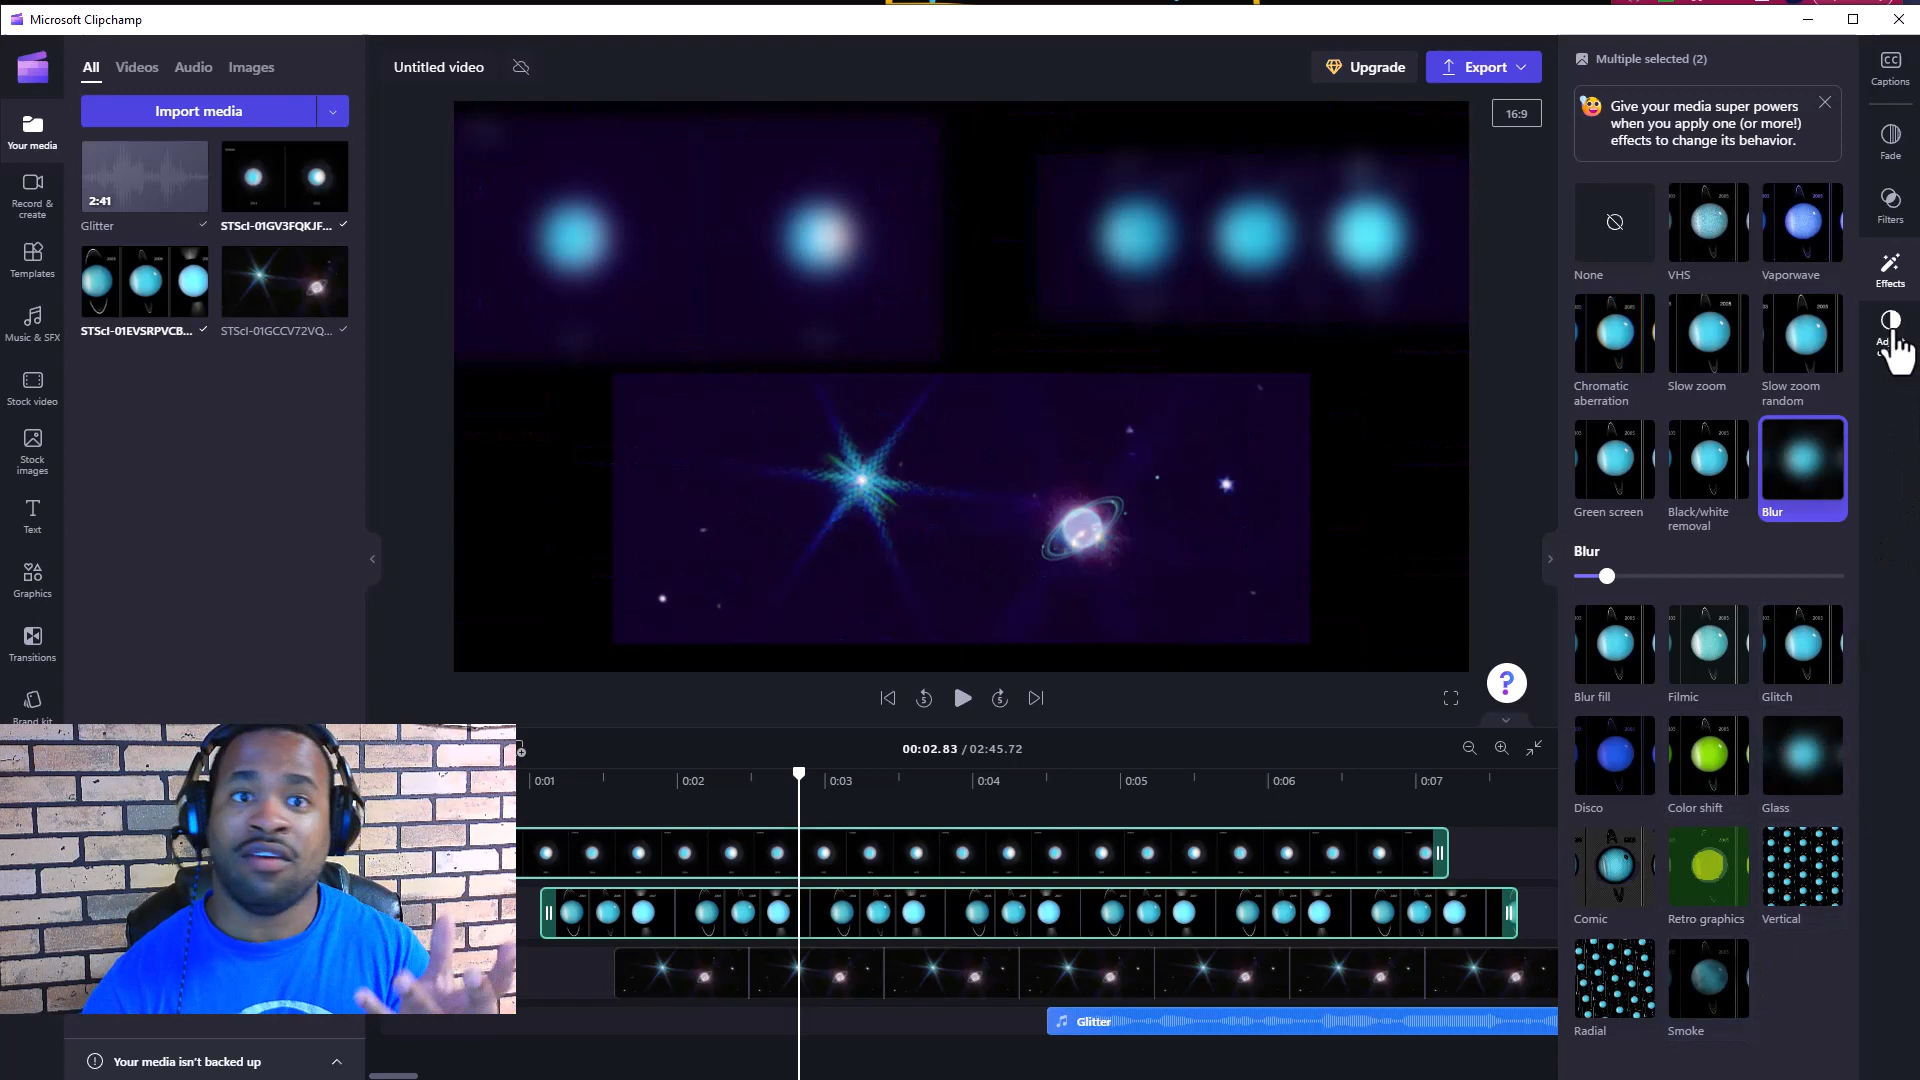 Microsoft Clipchamp
All Videos Audio Images
Import media
2:41
Glitter
STScI-01GV3FQKJF...
STScI-01EVSRPVCB...
STScI-01GCCV72VQ...
Your media
Record &
create
Templates
Music & SFX
Stock video
Stock
images
Text
Graphics
Transitions
Brand kit
Untitled video
Upgrade
Export
16:9
?
5
5
00:02.83 / 02:45.72
0:01
0:02
0:03
0:04
0:05
0:06
0:07
Glitter
Your media isn't backed up
Multiple selected (2)
Give your media super powers
when you apply one (or more!)
effects to change its behavior.
None
VHS
Vaporwave
Chromatic
aberration
Slow zoom
Slow zoom
random
Green screen
Black/white
removal
Blur
Blur
Blur fill
Filmic
Glitch
Disco
Color shift
Glass
Comic
Retro graphics
Vertical
Radial
Smoke
CC
Captions
Fade
Filters
Effects